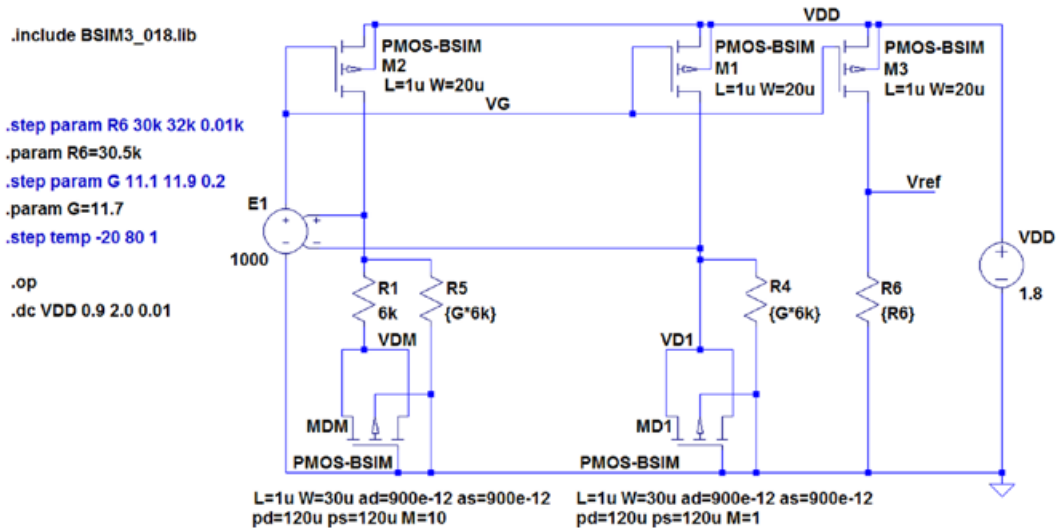 .include BSIM3_018.lib
.step param R6 30k 32k 0.01k
.param R6=30.5k
.step param G 11.1 11.9 0.2
.param G=11.7
.step temp -20 80 1
.op
.dc VDD 0.9 2.0 0.01
VDD
PMOS-BSIM
M2
L=1u W=20u
PMOS-BSIM
M1
L=1u W=20u
PMOS-BSIM
M3
L=1u W=20u
VG
Vref
E1
1000
VDD
1.8
R1
6k
R5
{G*6k}
R4
{G*6k}
R6
{R6}
VDM
VD1
MDM
PMOS-BSIM
MD1
PMOS-BSIM
L=1u W=30u ad=900e-12 as=900e-12
pd=120u ps=120u M=10
L=1u W=30u ad=900e-12 as=900e-12
pd=120u ps=120u M=1